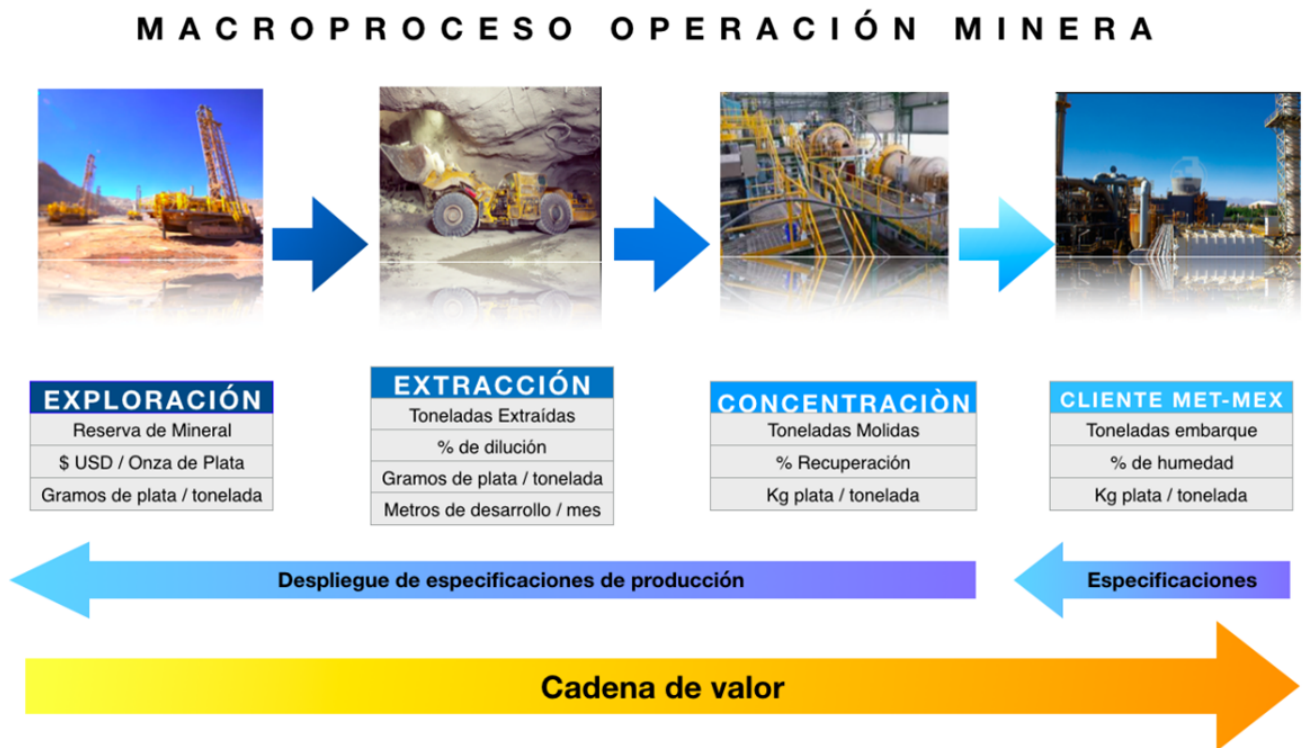 MACROPROCESO OPERACIÓN MINERA
EXPLORACIÓN
Reserva de Mineral
$ USD / Onza de Plata
Gramos de plata / tonelada
EXTRACCIÓN
Toneladas Extraídas
% de dilución
Gramos de plata / tonelada
Metros de desarrollo / mes
CONCENTRACIÒN
Toneladas Molidas
% Recuperación
Kg plata / tonelada
CLIENTE MET-MEX
Toneladas embarque
% de humedad
Kg plata / tonelada
Despliegue de especificaciones de producción
Especificaciones
Cadena de valor